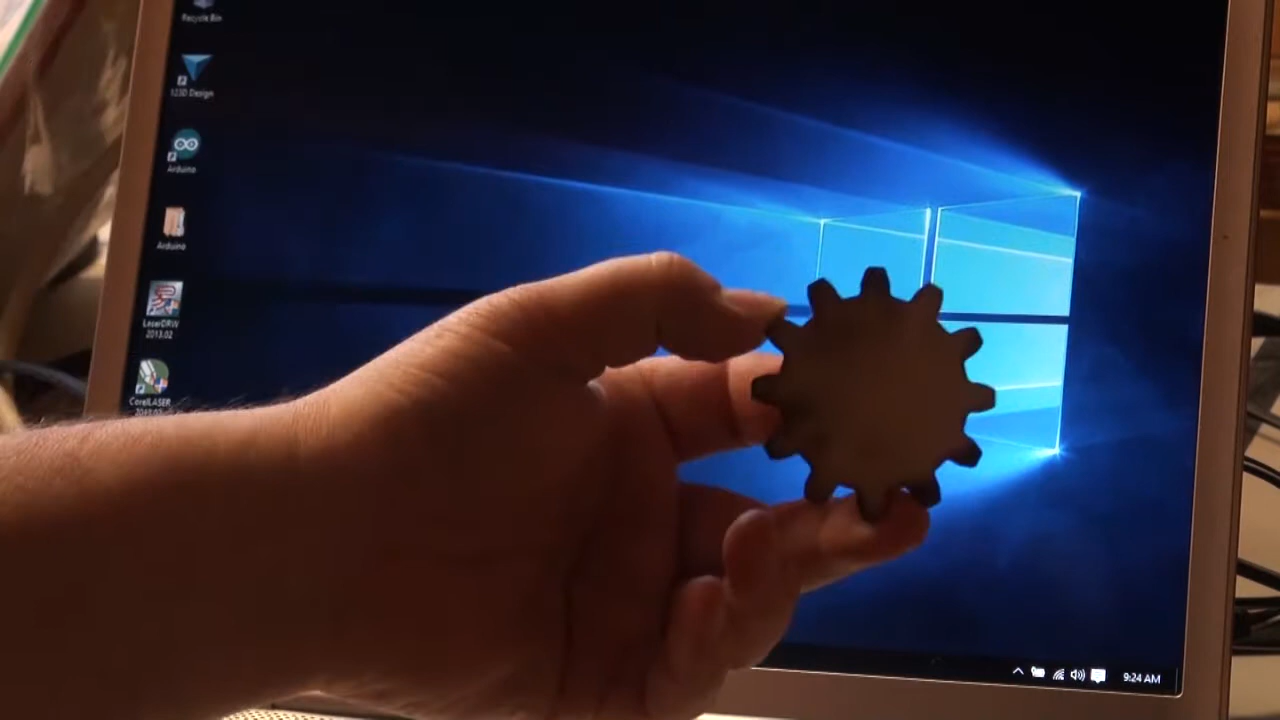 Recycle Bin
123D Design
Arduino
Arduino
LaserDRW
2013.02
CorelLASER
9:24 AM